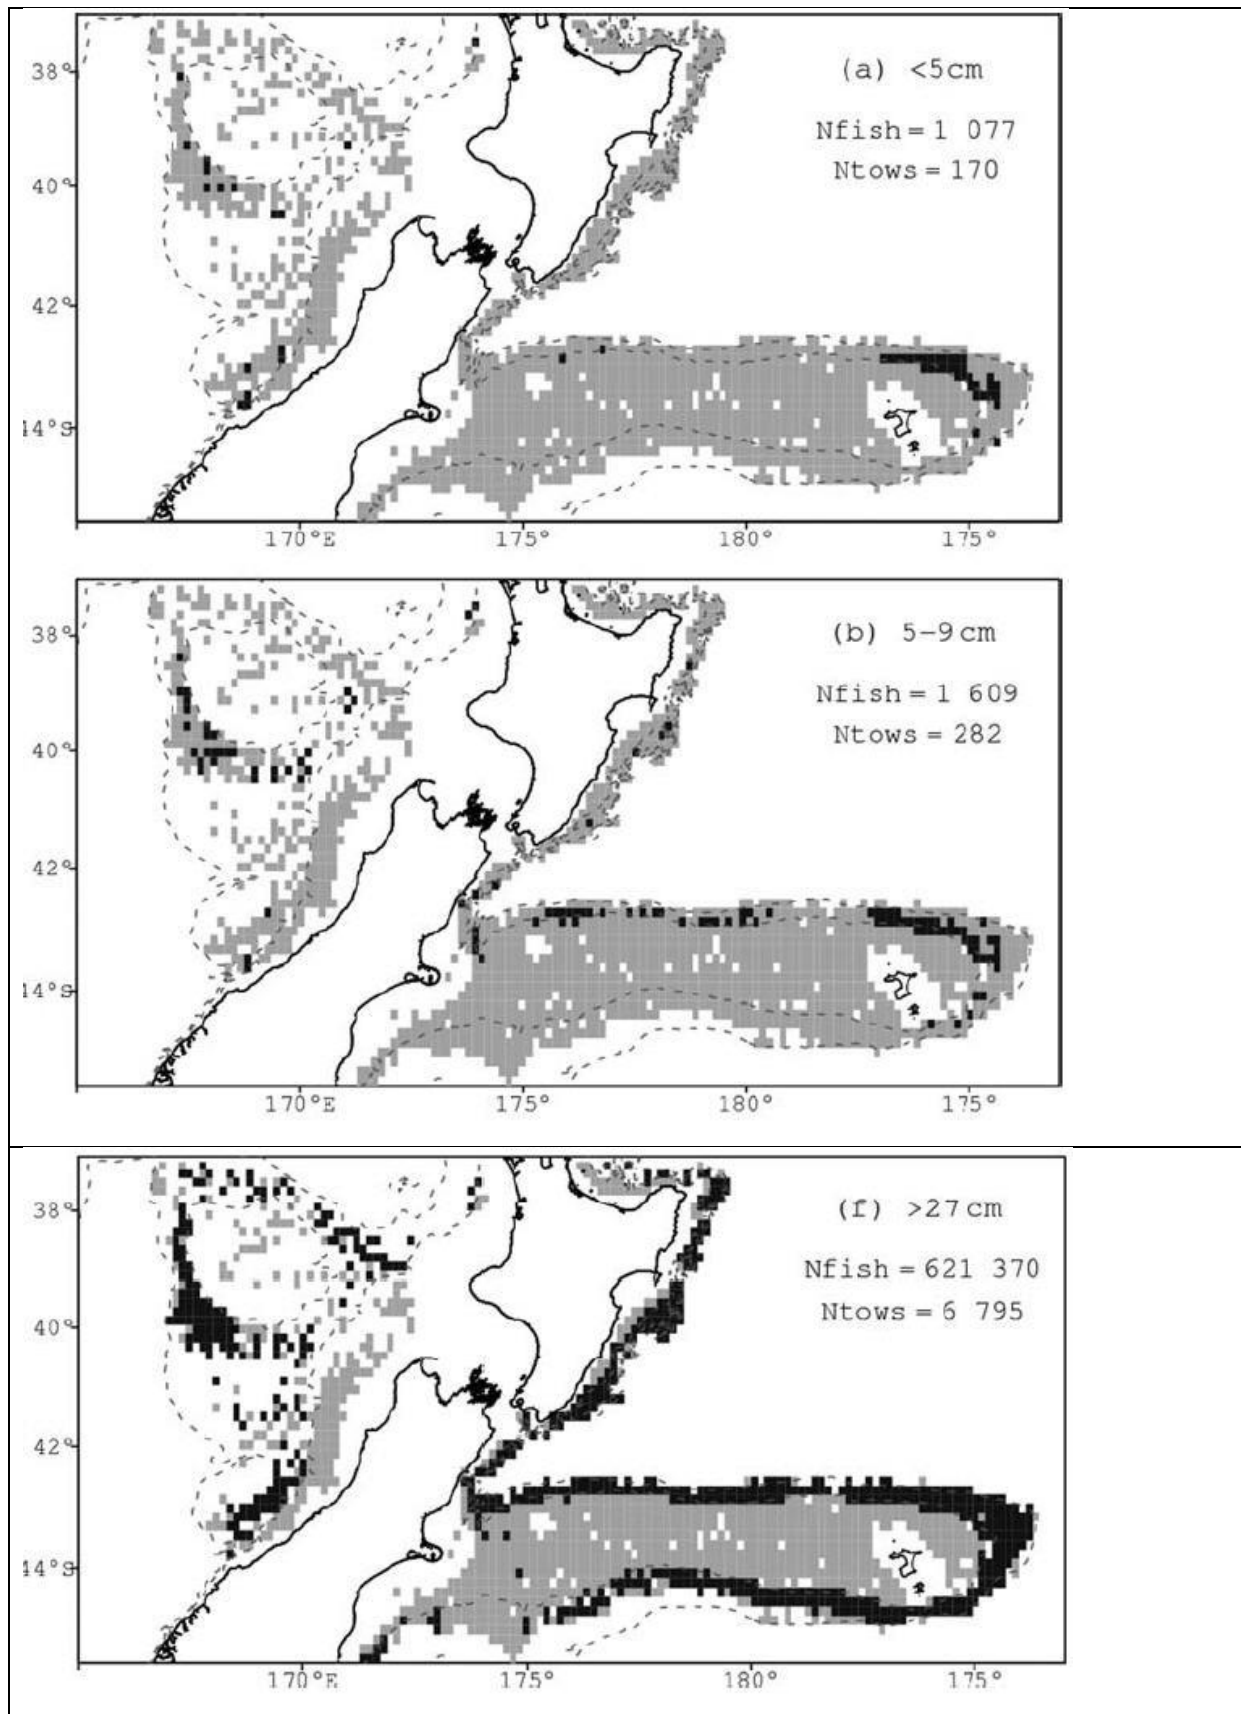 38°
(a) <5cm
Nfish=1 077
Ntows=170
40°
42°
44°S
170°E
175°
180°
175°
38°
(b) 5–9cm
Nfish=1 609
Ntows=282
40°
42°
44°S
170°E
175°
180°
175°
38°
(f) >27cm
Nfish=621 370
Ntows=6 795
40°
42°
44°S
170°E
175°
180°
175°